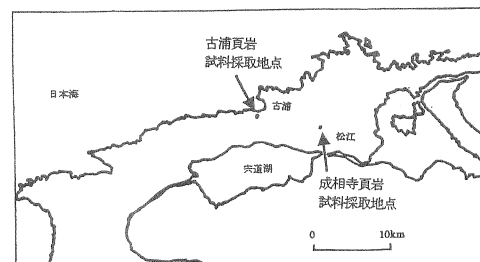 古浦頁岩
試料採取地点
日本海
古浦
松江
宍道湖
成相寺頁岩
試料採取地点
0 10km